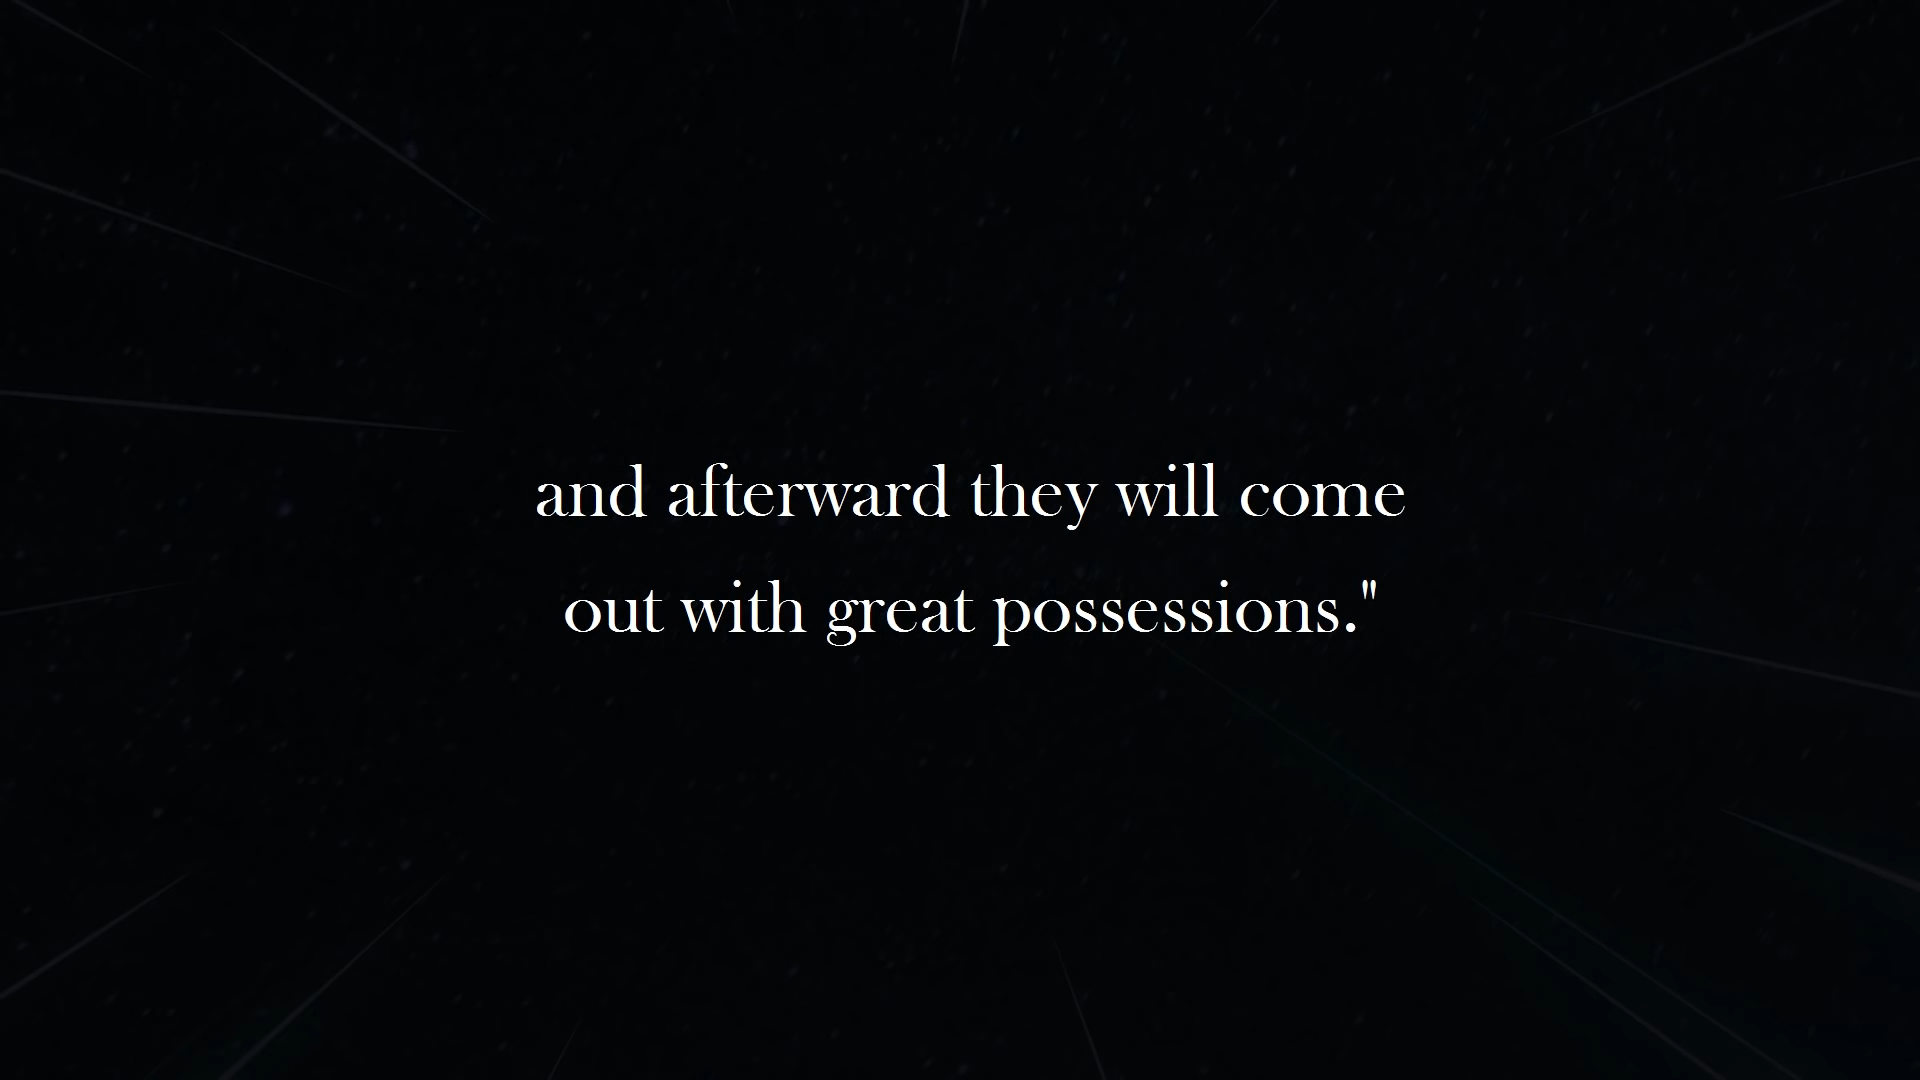 and afterward they will come
out with great possessions."